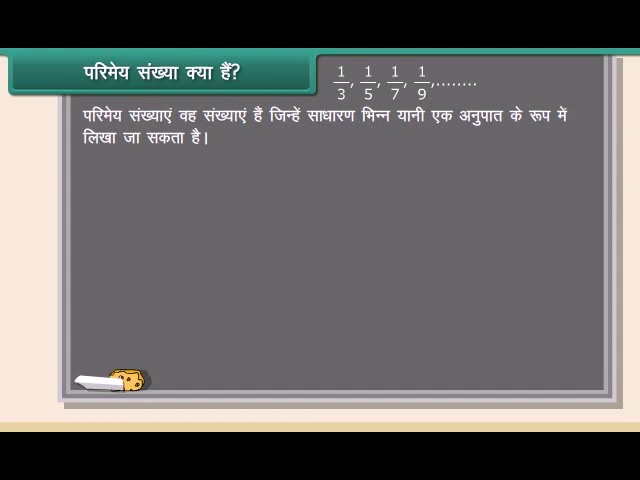 परिमेय संख्या क्या हैं?
1/3, 1/5, 1/7, 1/9,........
परिमेय संख्याएं वह संख्याएं हैं जिन्हें साधारण भिन्न यानी एक अनुपात के रूप में
लिखा जा सकता है।